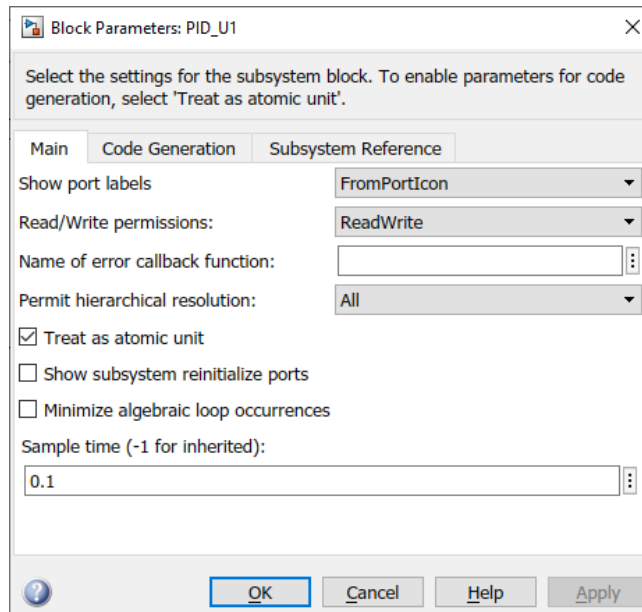 Block Parameters: PID_U1
Select the settings for the subsystem block. To enable parameters for code
generation, select 'Treat as atomic unit'.
Main Code Generation Subsystem Reference
Show port labels FromPortIcon
Read/Write permissions: ReadWrite
Name of error callback function:
Permit hierarchical resolution: All
Treat as atomic unit
Show subsystem reinitialize ports
Minimize algebraic loop occurrences
Sample time (-1 for inherited):
0.1
OK Cancel Help Apply